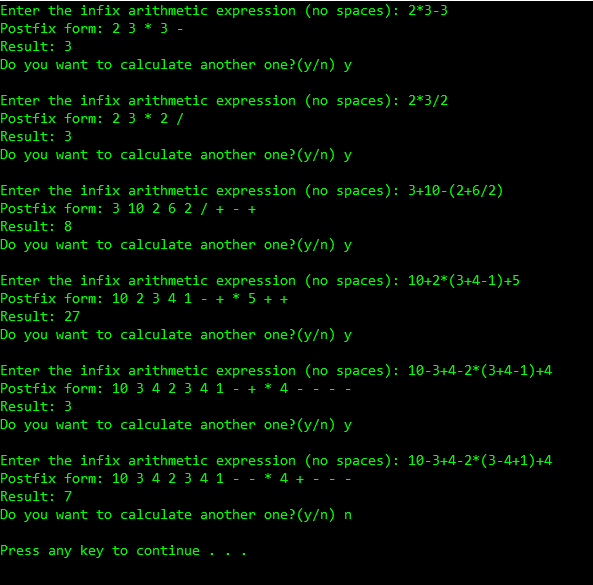 Enter the infix arithmetic expression (no spaces): 2*3-3
Postfix form: 2 3 * 3 -
Result: 3
Do you want to calculate another one?(y/n) y
Enter the infix arithmetic expression (no spaces): 2*3/2
Postfix form: 2 3 * 2 /
Result: 3
Do you want to calculate another one?(y/n) y
Enter the infix arithmetic expression (no spaces): 3+10-(2+6/2)
Postfix form: 3 10 2 6 2 / + - +
Result: 8
Do you want to calculate another one?(y/n) y
Enter the infix arithmetic expression (no spaces): 10+2*(3+4-1)+5
Postfix form: 10 2 3 4 1 - + * 5 + +
Result: 27
Do you want to calculate another one?(y/n) y
Enter the infix arithmetic expression (no spaces): 10-3+4-2*(3+4-1)+4
Postfix form: 10 3 4 2 3 4 1 - + * 4 - - - -
Result: 3
Do you want to calculate another one?(y/n) y
Enter the infix arithmetic expression (no spaces): 10-3+4-2*(3-4+1)+4
Postfix form: 10 3 4 2 3 4 1 - - * 4 + - - -
Result: 7
Do you want to calculate another one?(y/n) n
Press any key to continue . . .